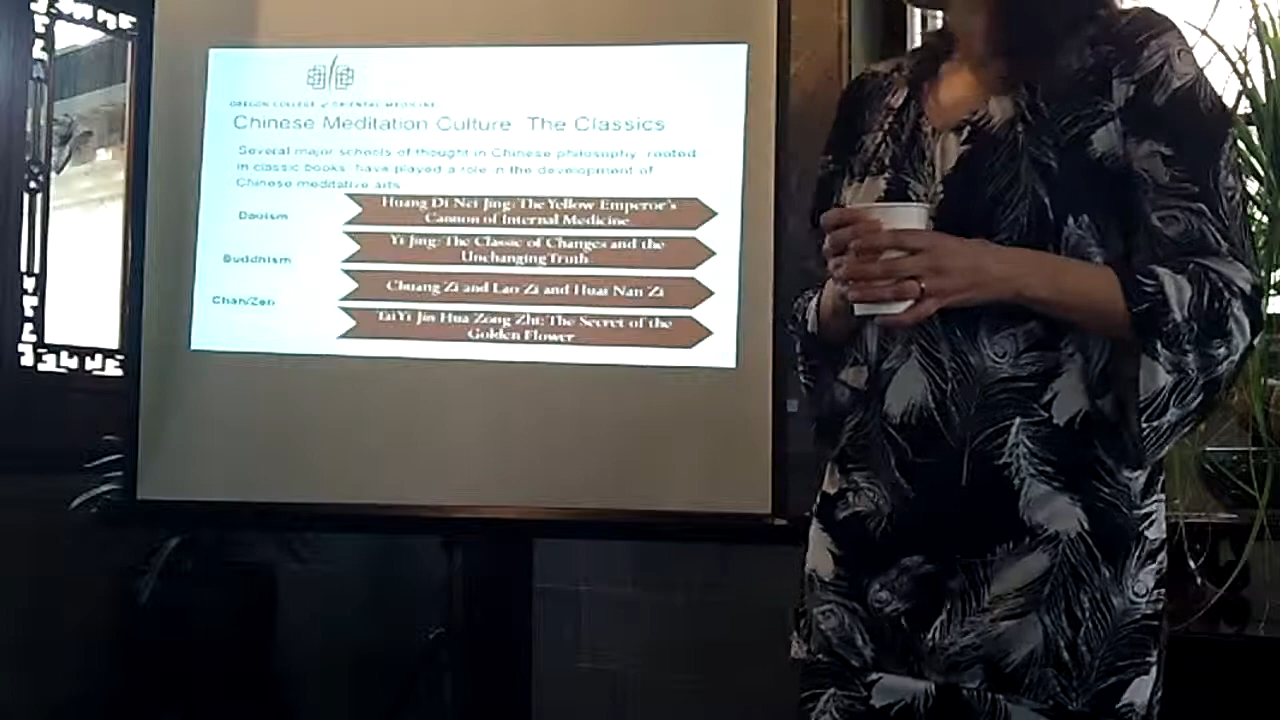 OREGON COLLEGE of ORIENTAL MEDICINE
Chinese Meditation Culture: The Classics
Several major schools of thought in Chinese philosophy, rooted
in classic books, have played a role in the development of
Chinese meditative arts
Daoism
Buddhism
Chan/Zen
Huang Di Nei Jing: The Yellow Emperor's
Cannon of Internal Medicine
Yi Jing: The Classic of Changes and the
Unchanging Truth
Chuang Zi and Lao Zi and Huai Nan Zi
Tai Yi Jin Hua Zong Zhi: The Secret of the
Golden Flower